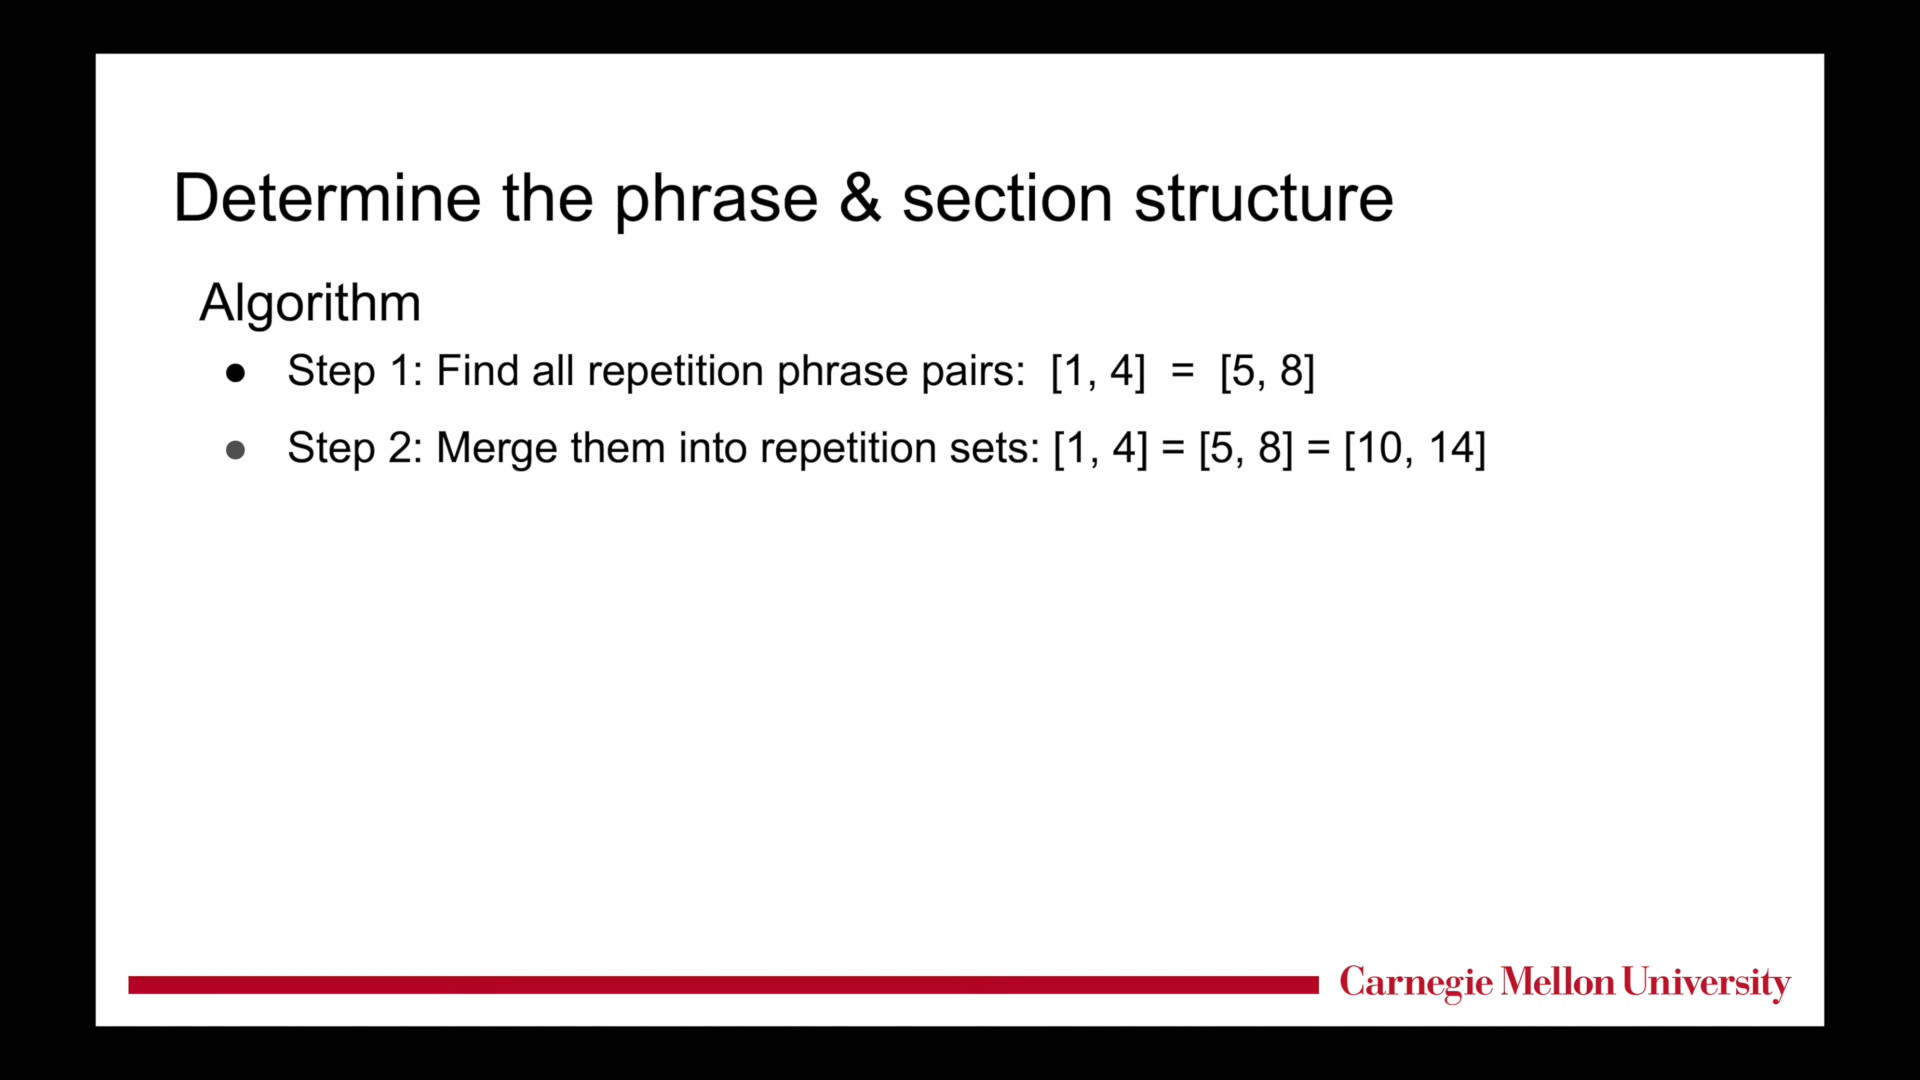 Determine the phrase & section structure
Algorithm
● Step 1: Find all repetition phrase pairs: [1, 4] = [5, 8]
● Step 2: Merge them into repetition sets: [1, 4] = [5, 8] = [10, 14]
Carnegie Mellon University